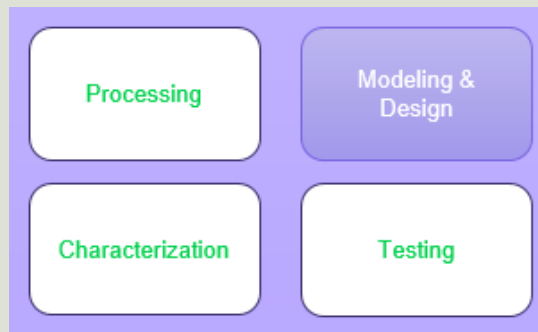 Processing
Modeling &
Design
Characterization
Testing